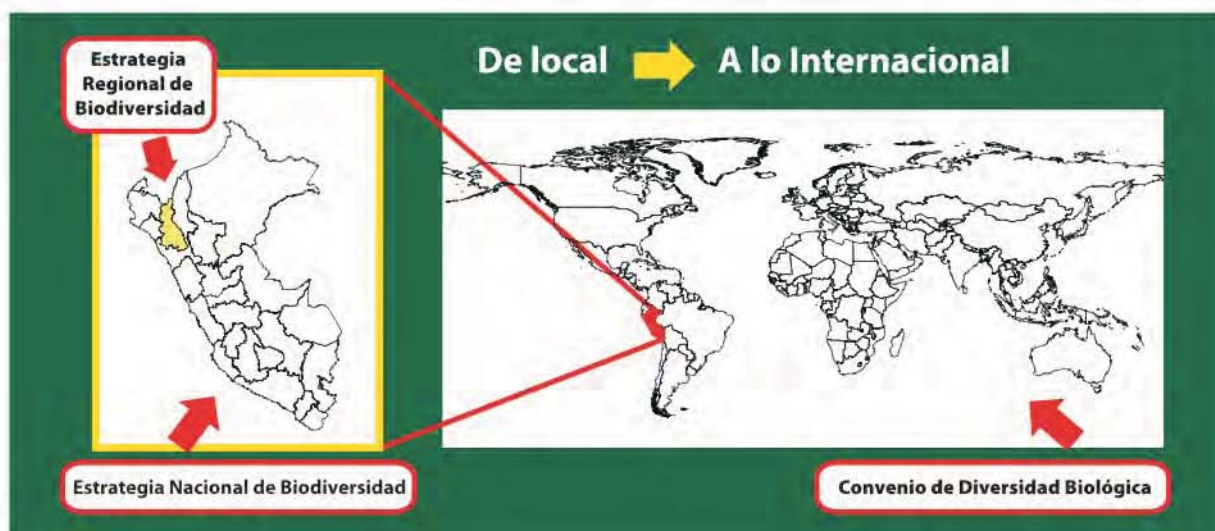 Estrategia
Regional de
Biodiversidad
De local
A lo Internacional
Estrategia Nacional de Biodiversidad
Convenio de Diversidad Biológica